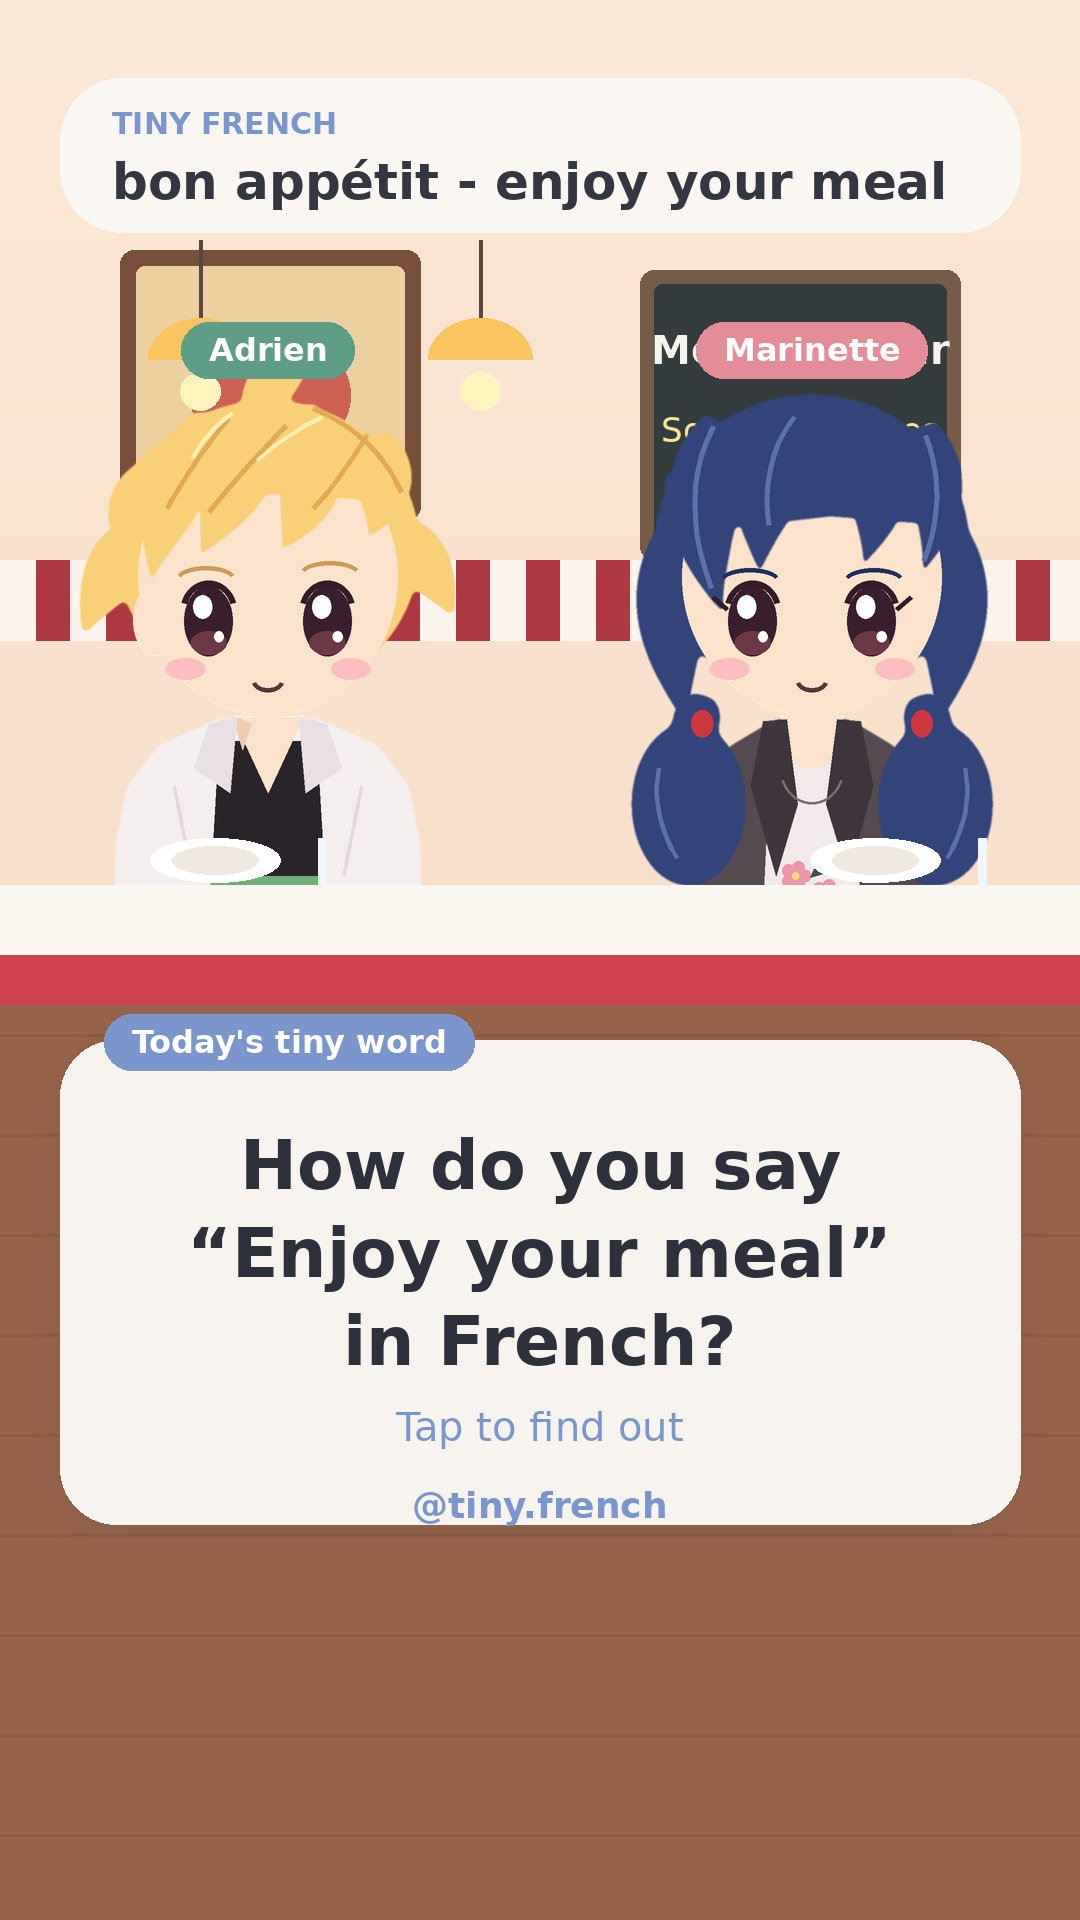 TINY FRENCH
bon appétit - enjoy your meal
Adrien
Marinette
Today's tiny word
How do you say
“Enjoy your meal”
in French?
Tap to find out
@tiny.french